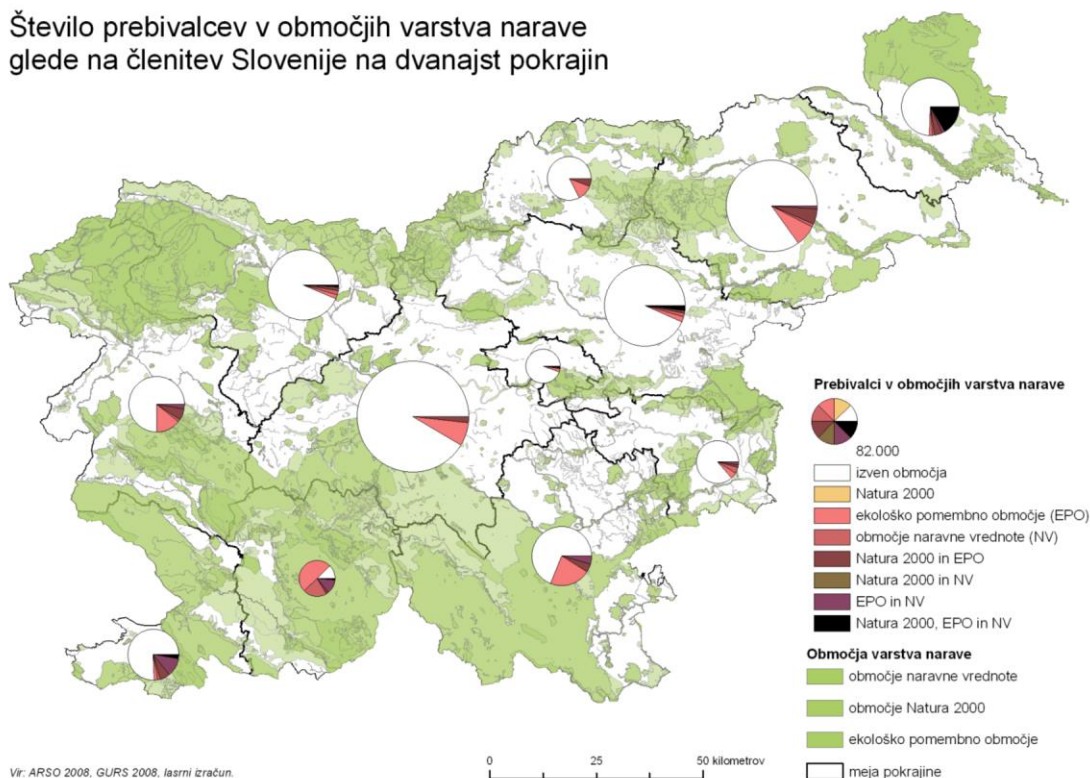 Število prebivalcev v območjih varstva narave
glede na členitev Slovenije na dvanajst pokrajin
Prebivalci v območjih varstva narave
82.000
izven območja
Natura 2000
ekološko pomembno območje (EPO)
območje naravne vrednote (NV)
Natura 2000 in EPO
Natura 2000 in NV
EPO in NV
Natura 2000, EPO in NV
Območja varstva narave
območje naravne vrednote
območje Natura 2000
ekološko pomembno območje
meja pokrajine
0 25 50 kilometrov
Vir: ARSO 2008, GURS 2008, lasrni izračun.